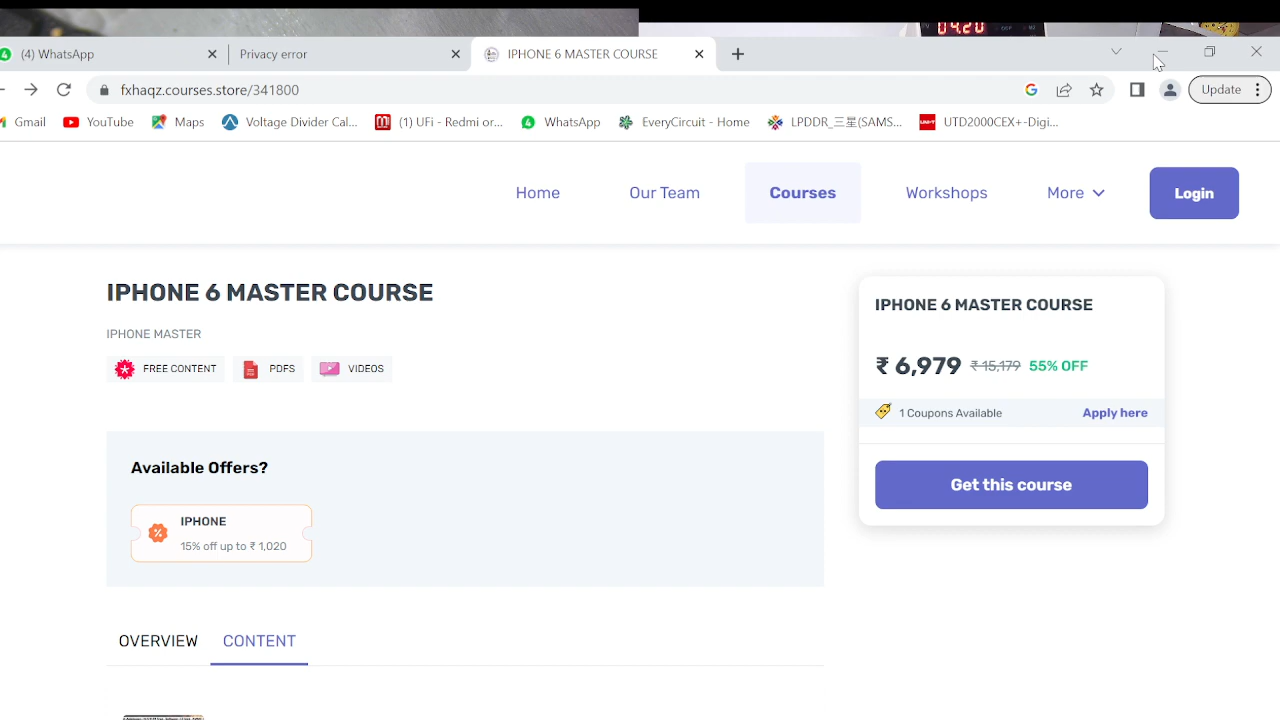 04.20
(4) WhatsApp
Privacy error
IPHONE 6 MASTER COURSE
fxhaqz.courses.store/341800
Update
Gmail
YouTube
Maps
Voltage Divider Cal...
(1) UFi - Redmi or...
WhatsApp
EveryCircuit - Home
LPDDR_三星(SAMS...
UTD2000CEX+-Digi...
Home
Our Team
Courses
Workshops
More
Login
IPHONE 6 MASTER COURSE
IPHONE MASTER
FREE CONTENT
PDFS
VIDEOS
IPHONE 6 MASTER COURSE
₹ 6,979 ₹ 15,179 55% OFF
1 Coupons Available
Apply here
Get this course
Available Offers?
IPHONE
15% off up to ₹ 1,020
OVERVIEW
CONTENT